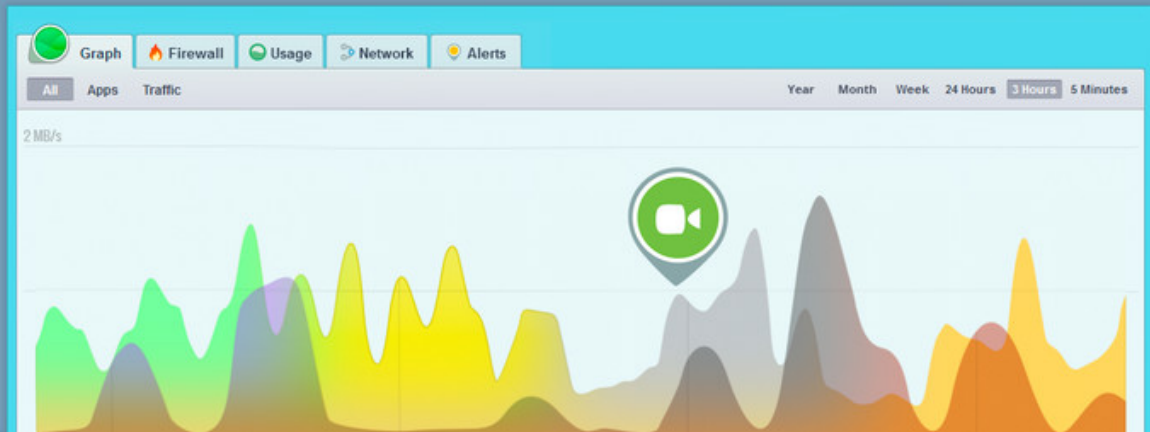 Graph Firewall Usage Network Alerts
All Apps Traffic Year Month Week 24 Hours 3 Hours 5 Minutes
2 MB/s